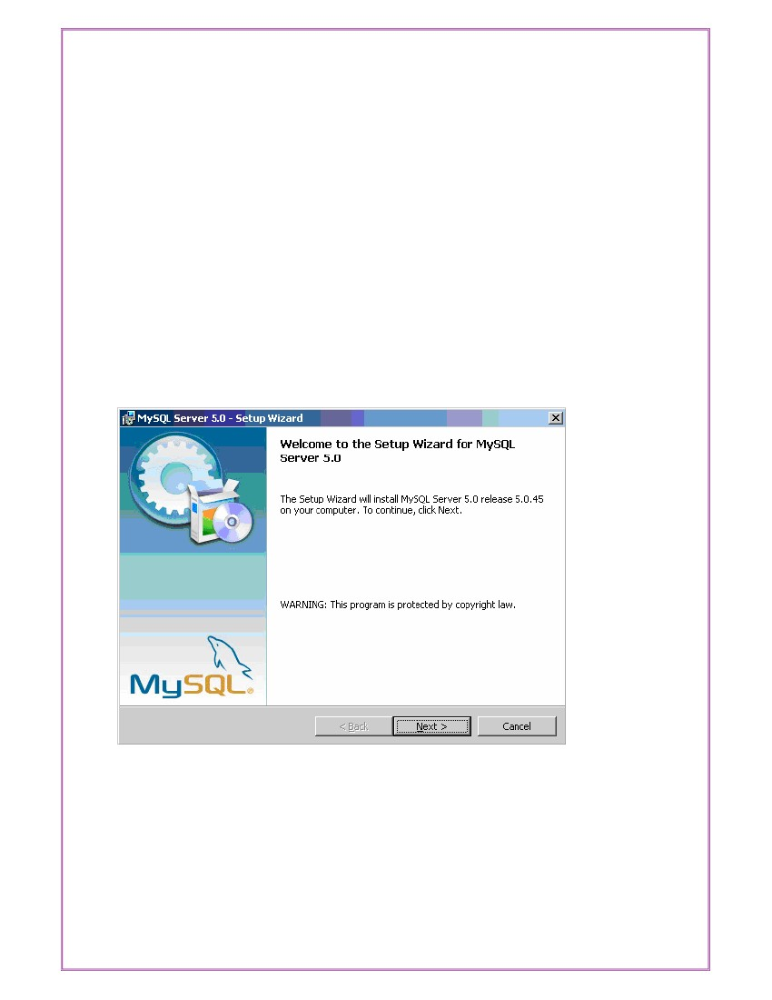 MySQL Server 5.0 - Setup Wizard
Welcome to the Setup Wizard for MySQL
Server 5.0
The Setup Wizard will install MySQL Server 5.0 release 5.0.45
on your computer. To continue, click Next.
WARNING: This program is protected by copyright law.
MySQL®
< Back
Next >
Cancel